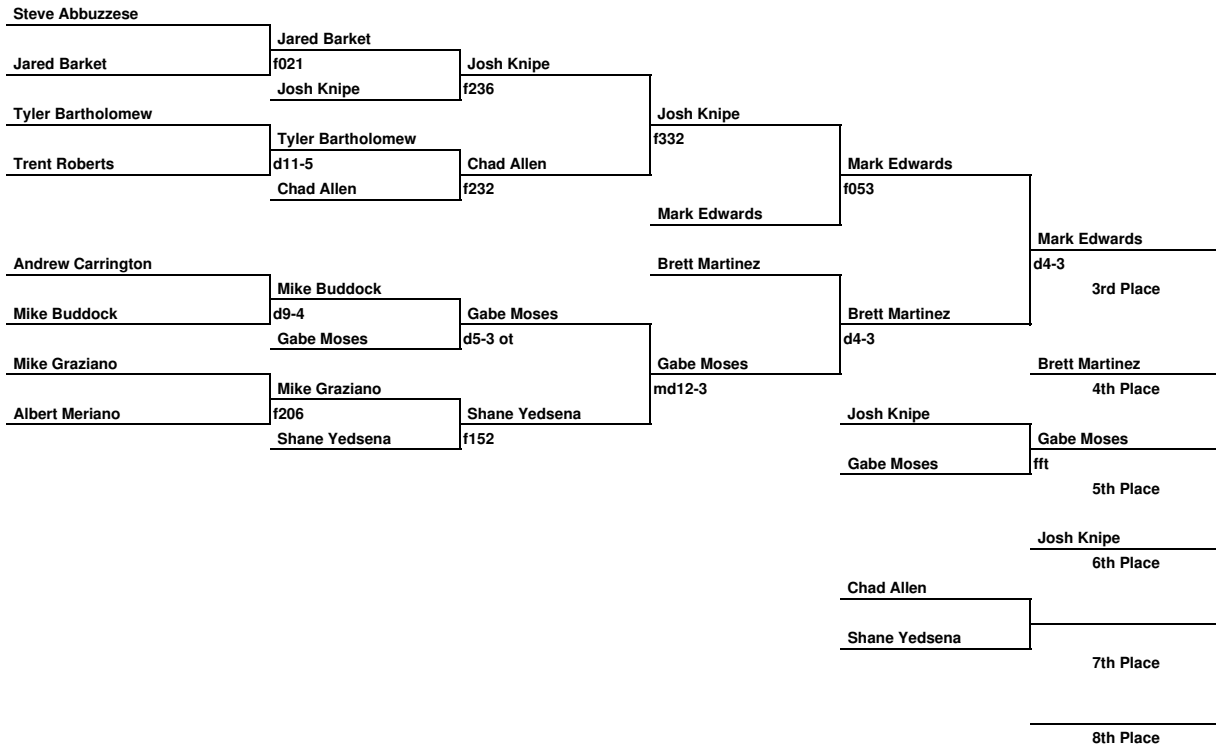 Steve Abbuzzese
Jared Barket
Jared Barket
f021
Josh Knipe
Josh Knipe
f236
Tyler Bartholomew
Josh Knipe
f332
Tyler Bartholomew
Trent Roberts
d11-5
Chad Allen
Mark Edwards
Chad Allen
f232
f053
Mark Edwards
Mark Edwards
Andrew Carrington
Brett Martinez
d4-3
Mike Buddock
3rd Place
Mike Buddock
d9-4
Gabe Moses
Brett Martinez
Gabe Moses
d5-3 ot
d4-3
Mike Graziano
Gabe Moses
Brett Martinez
Mike Graziano
md12-3
4th Place
Albert Meriano
f206
Shane Yedsena
Josh Knipe
Shane Yedsena
f152
Gabe Moses
Gabe Moses
fft
5th Place
Josh Knipe
6th Place
Chad Allen
Shane Yedsena
7th Place
8th Place